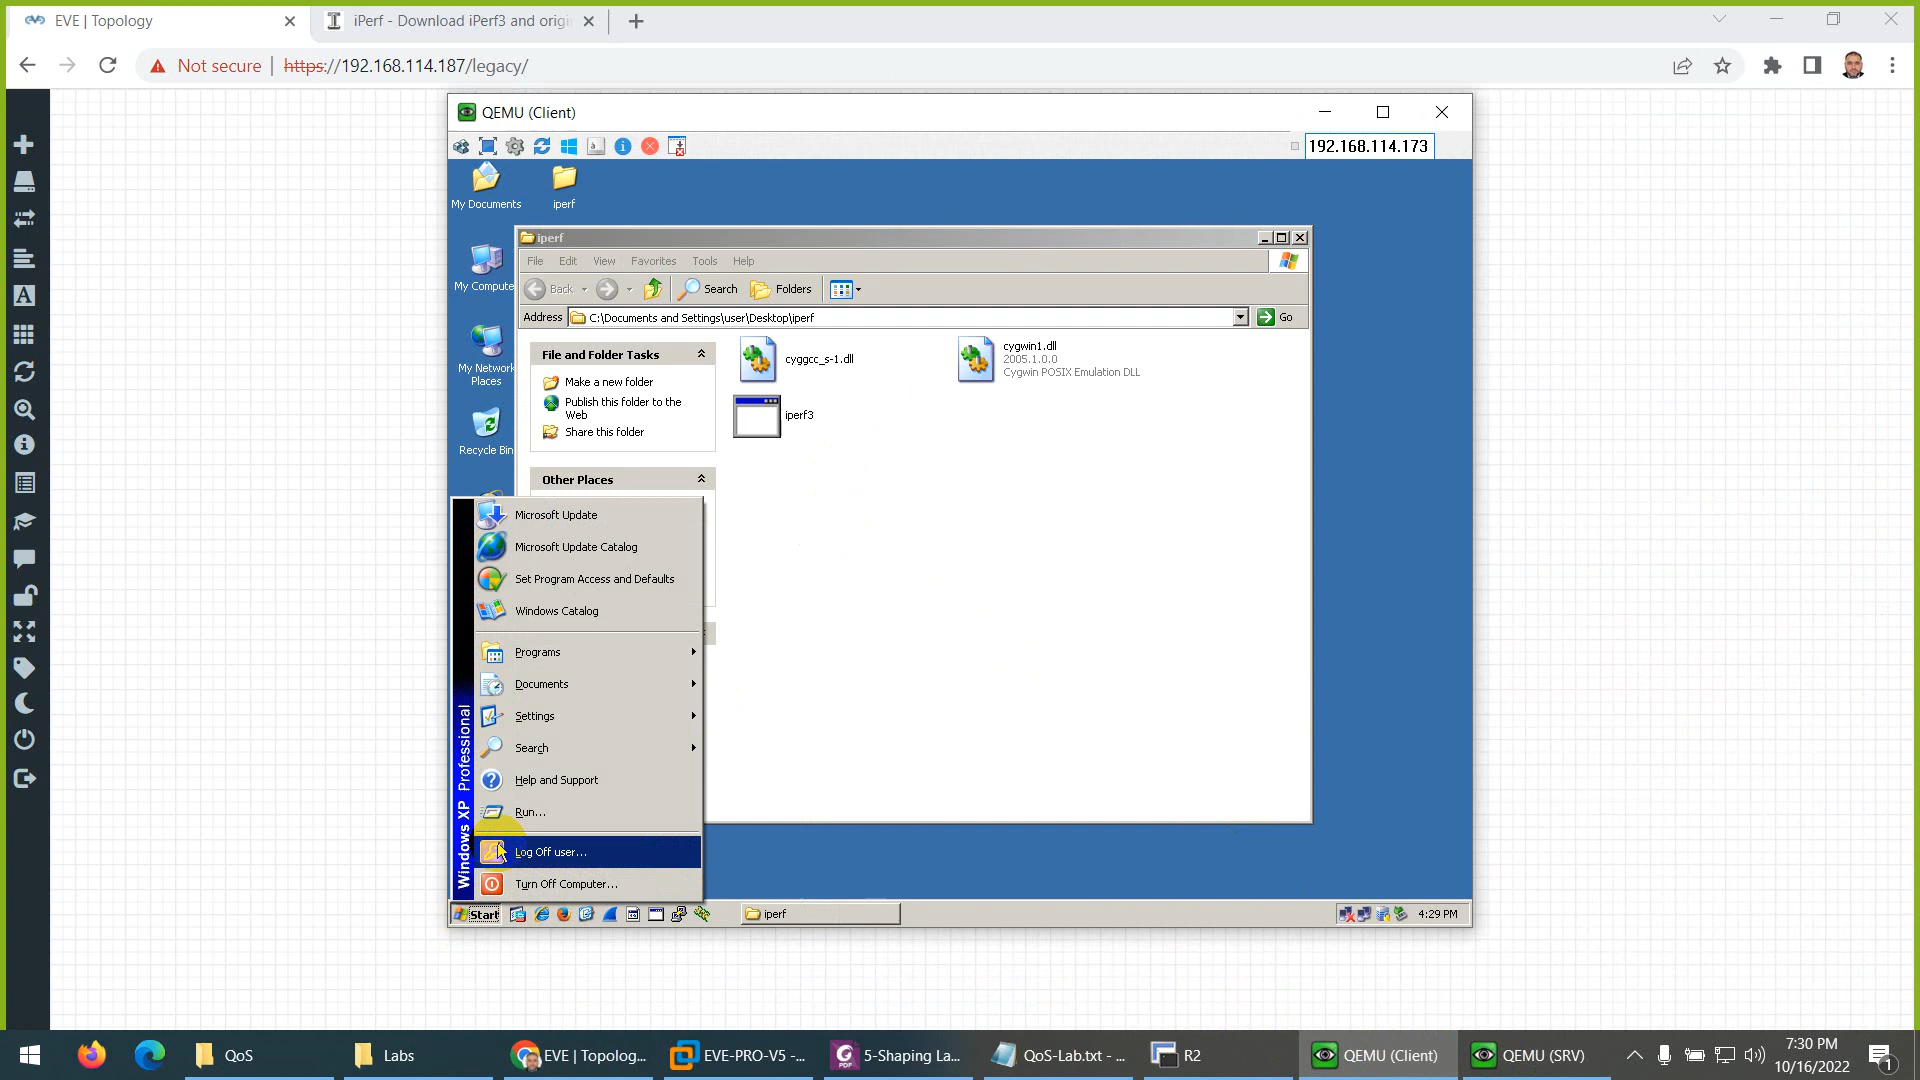 EVE | Topology
iPerf - Download iPerf3 and origi
Not secure | https://192.168.114.187/legacy/
QEMU (Client)
192.168.114.173
My Documents
iperf
iperf
File Edit View Favorites Tools Help
My Compute
Back Search Folders
Address C:\Documents and Settings\user\Desktop\iperf Go
File and Folder Tasks
Make a new folder
Publish this folder to the
Web
Share this folder
cyggcc_s-1.dll
cygwin1.dll
2005.1.0.0
Cygwin POSIX Emulation DLL
iperf3
My Network
Places
Recycle Bin
Other Places
Microsoft Update
Microsoft Update Catalog
Set Program Access and Defaults
Windows Catalog
Programs
Documents
Settings
Search
Help and Support
Run...
Log Off user...
Turn Off Computer...
Windows XP Professional
Start
iperf
4:29 PM
QoS
Labs
EVE | Topolog...
EVE-PRO-V5 -...
5-Shaping La...
QoS-Lab.txt - ...
R2
QEMU (Client)
QEMU (SRV)
7:30 PM
10/16/2022
1